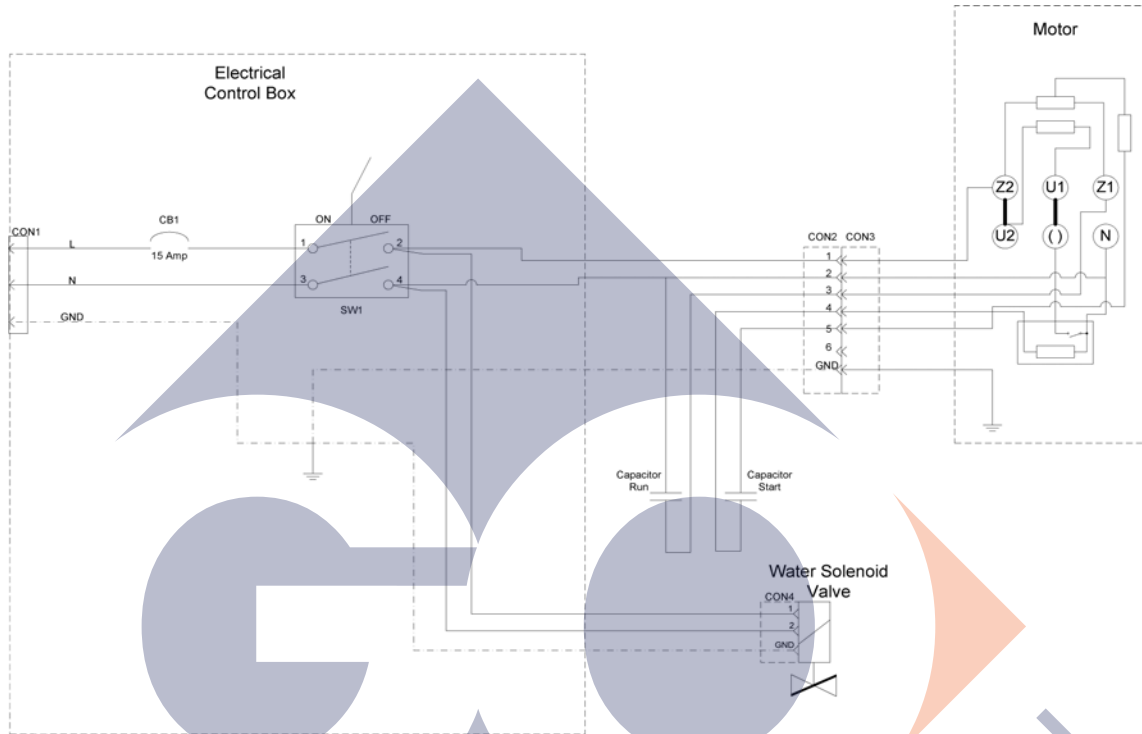 Motor
Electrical
Control Box
Z2
U1
Z1
U2
( )
N
CB1
15 Amp
ON
OFF
CON1
L
1
2
N
3
4
SW1
GND
CON2
CON3
1
2
3
4
5
6
GND
Capacitor
Run
Capacitor
Start
Water Solenoid
Valve
CON4
1
2
GND